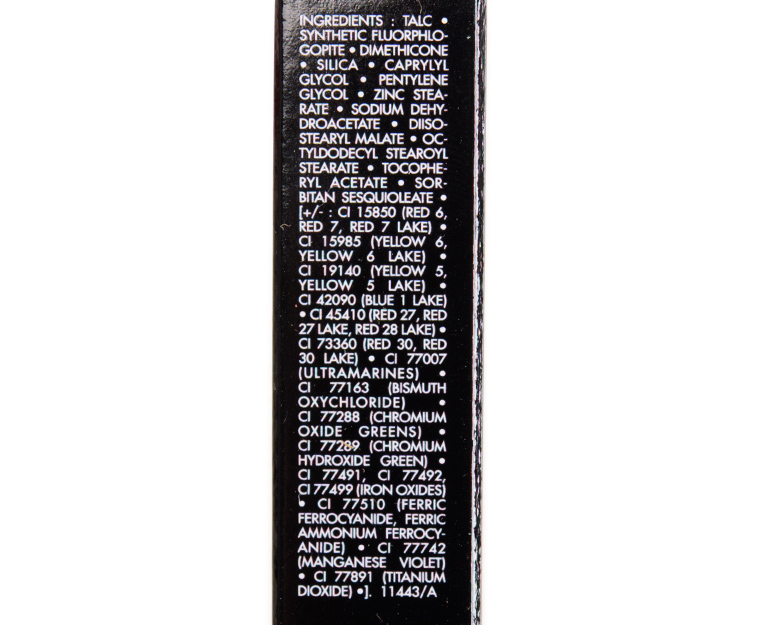 INGREDIENTS : TALC •
SYNTHETIC FLUORPHLO-
GOPITE • DIMETHICONE
• SILICA • CAPRYLYL
GLYCOL • PENTYLENE
GLYCOL • ZINC STEA-
RATE • SODIUM DEHY-
DROACETATE • DIISO-
STEARYL MALATE • OC-
TYLDODECYL STEAROYL
STEARATE • TOCOPHE-
RYL ACETATE • SOR-
BITAN SESQUIOLEATE •
[+/- : CI 15850 (RED 6,
RED 7, RED 7 LAKE) •
CI 15985 (YELLOW 6,
YELLOW 6 LAKE) •
CI 19140 (YELLOW 5,
YELLOW 5 LAKE) •
CI 42090 (BLUE 1 LAKE)
• CI 45410 (RED 27, RED
27 LAKE, RED 28 LAKE) •
CI 73360 (RED 30, RED
30 LAKE) • CI 77007
(ULTRAMARINES) •
CI 77163 (BISMUTH
OXYCHLORIDE) •
CI 77288 (CHROMIUM
OXIDE GREENS) •
CI 77289 (CHROMIUM
HYDROXIDE GREEN) •
CI 77491, CI 77492,
CI 77499 (IRON OXIDES)
• CI 77510 (FERRIC
FERROCYANIDE, FERRIC
AMMONIUM FERROCY-
ANIDE) • CI 77742
(MANGANESE VIOLET)
• CI 77891 (TITANIUM
DIOXIDE) •]. 11443/A